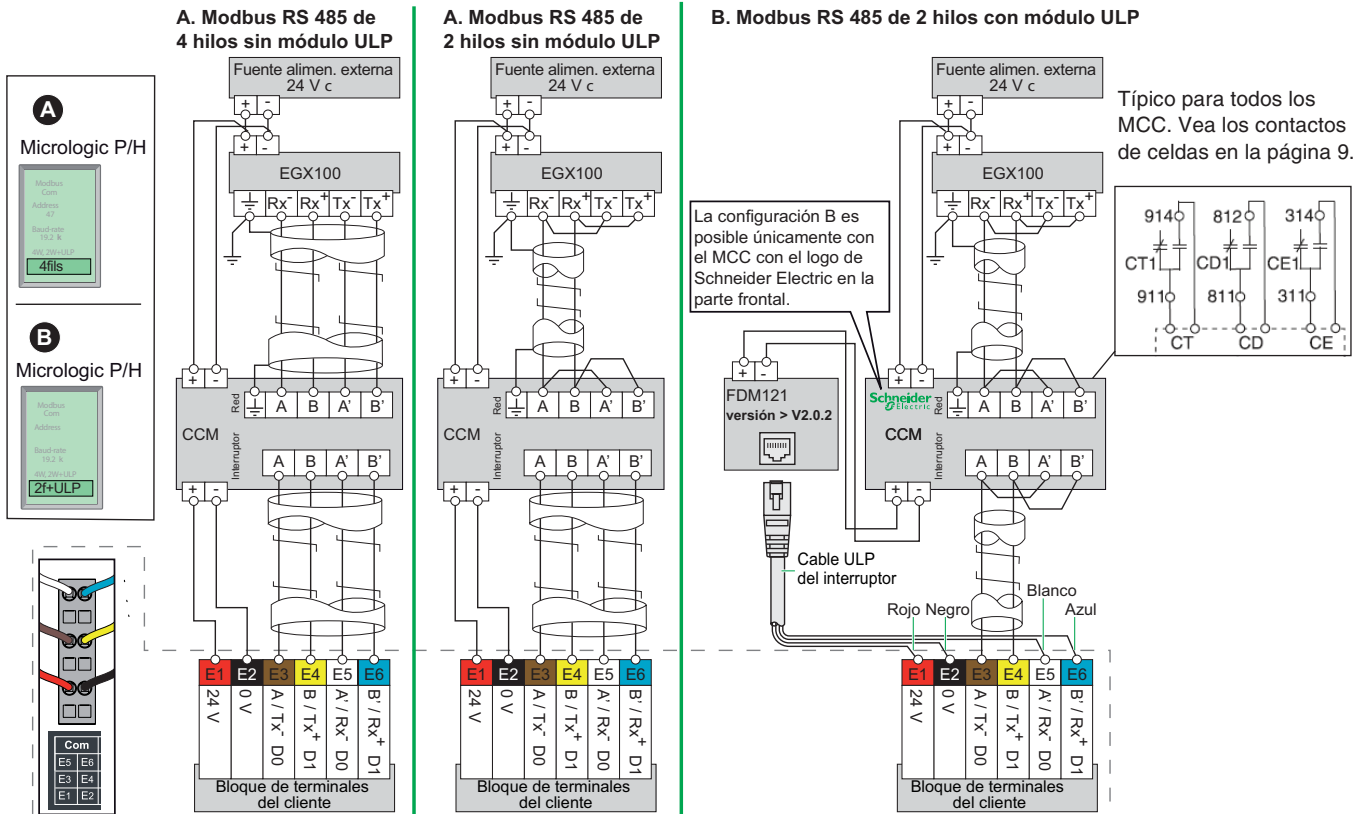 A. Modbus RS 485 de
4 hilos sin módulo ULP
A. Modbus RS 485 de
2 hilos sin módulo ULP
B. Modbus RS 485 de 2 hilos con módulo ULP
A
Micrologic P/H
Modbus
Com
Address
47
Baud-rate
19.2 k
4W, 2W+ULP
4fils
B
Micrologic P/H
Modbus
Com
Address
Baud-rate
19.2 k
4W, 2W+ULP
2f+ULP
Com
E5 E6
E3 E4
E1 E2
Fuente alimen. externa
24 V c
+ -
+ -
EGX100
Rx- Rx+ Tx- Tx+
+ -
Red
A B A' B'
CCM
Interruptor
A B A' B'
+ -
E1 E2 E3 E4 E5 E6
24 V
0 V
A / Tx- D0
B / Tx+ D1
A' / Rx- D0
B' / Rx+ D1
Bloque de terminales
del cliente
Fuente alimen. externa
24 V c
+ -
+ -
EGX100
Rx- Rx+ Tx- Tx+
+ -
Red
A B A' B'
CCM
Interruptor
A B A' B'
+ -
E1 E2 E3 E4 E5 E6
24 V
0 V
A / Tx- D0
B / Tx+ D1
A' / Rx- D0
B' / Rx+ D1
Bloque de terminales
del cliente
Fuente alimen. externa
24 V c
+ -
+ -
EGX100
Rx- Rx+ Tx- Tx+
La configuración B es
posible únicamente con
el MCC con el logo de
Schneider Electric en la
parte frontal.
+ -
FDM121
versión > V2.0.2
+ -
Schneider
Electric
Red
A B A' B'
CCM
Interruptor
A B A' B'
+ -
Cable ULP
del interruptor
Rojo Negro
Blanco
Azul
E1 E2 E3 E4 E5 E6
24 V
0 V
A / Tx- D0
B / Tx+ D1
A' / Rx- D0
B' / Rx+ D1
Bloque de terminales
del cliente
Típico para todos los
MCC. Vea los contactos
de celdas en la página 9.
914 812 314
CT1 CD1 CE1
911 811 311
CT CD CE